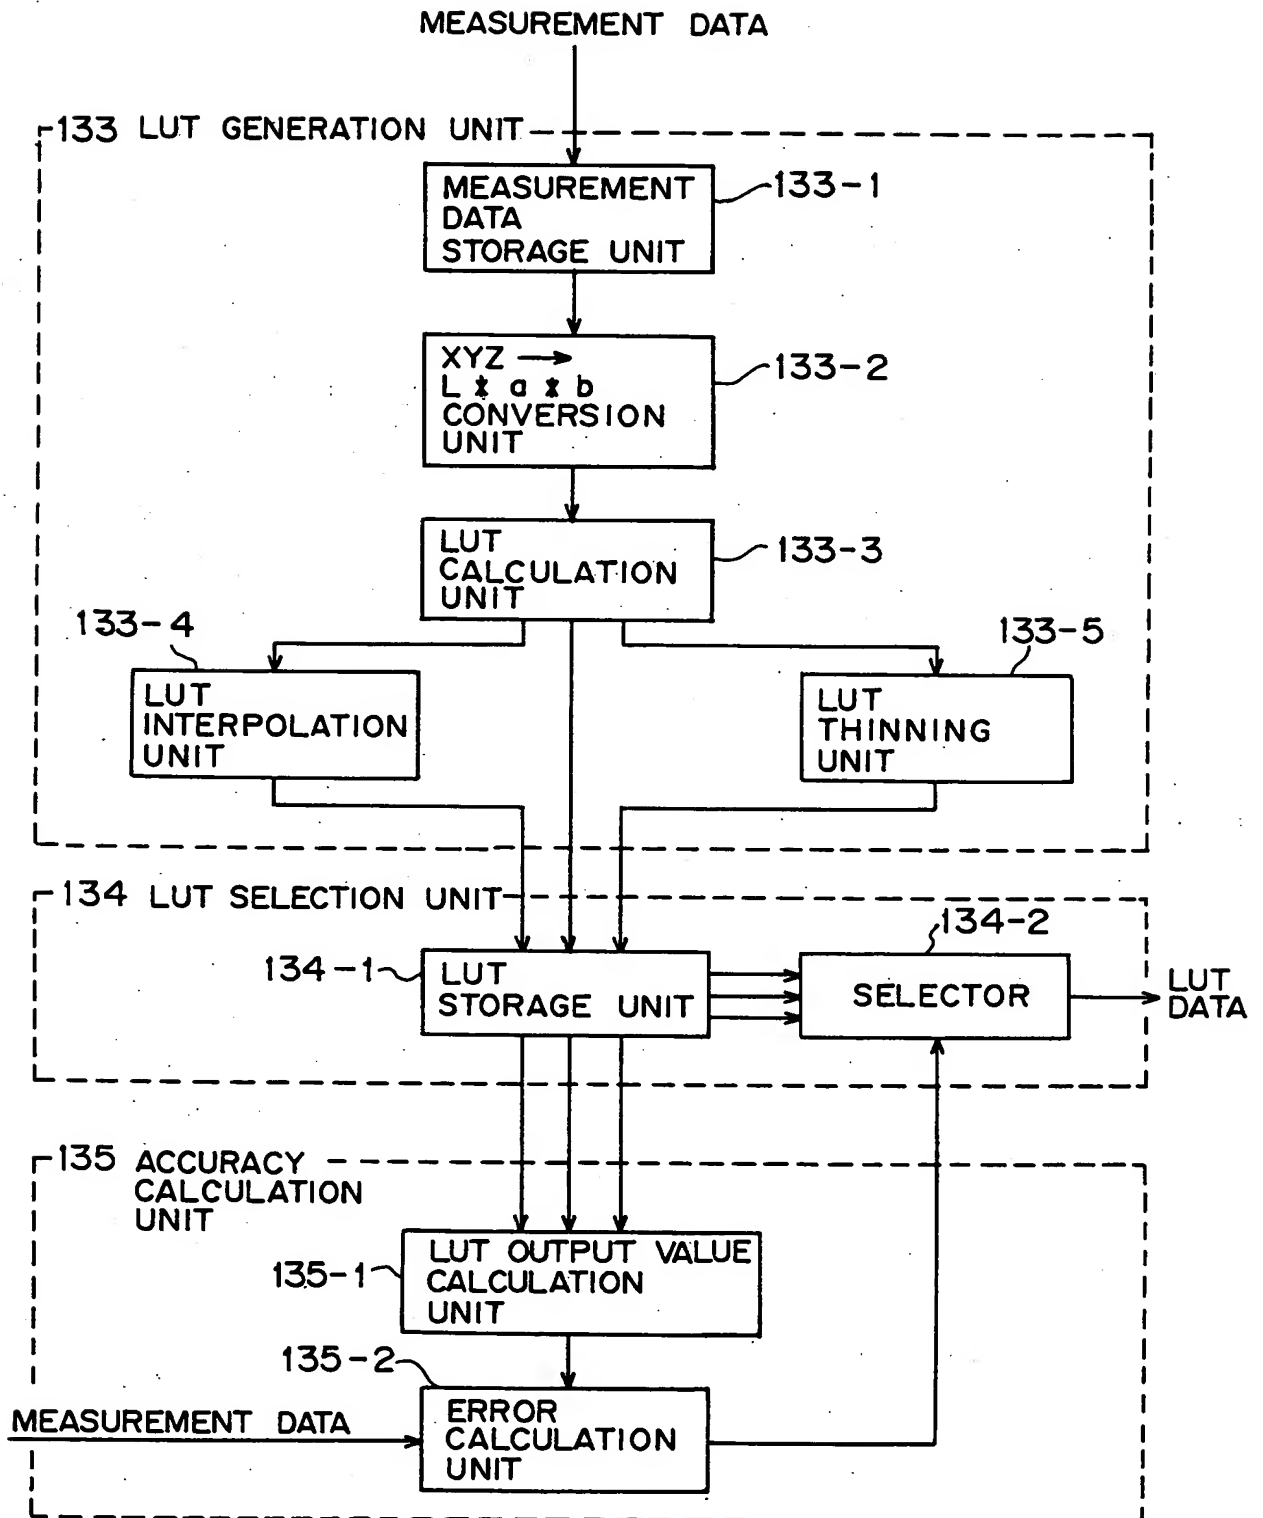 MEASUREMENT DATA
133 LUT GENERATION UNIT
MEASUREMENT
DATA
STORAGE UNIT
133-1
XYZ →
L * a * b
CONVERSION
UNIT
133-2
LUT
CALCULATION
UNIT
133-3
133-4
LUT
INTERPOLATION
UNIT
133-5
LUT
THINNING
UNIT
134 LUT SELECTION UNIT
134-1
LUT
STORAGE UNIT
134-2
SELECTOR
LUT
DATA
135 ACCURACY
CALCULATION
UNIT
135-1
LUT OUTPUT VALUE
CALCULATION
UNIT
135-2
MEASUREMENT DATA
ERROR
CALCULATION
UNIT